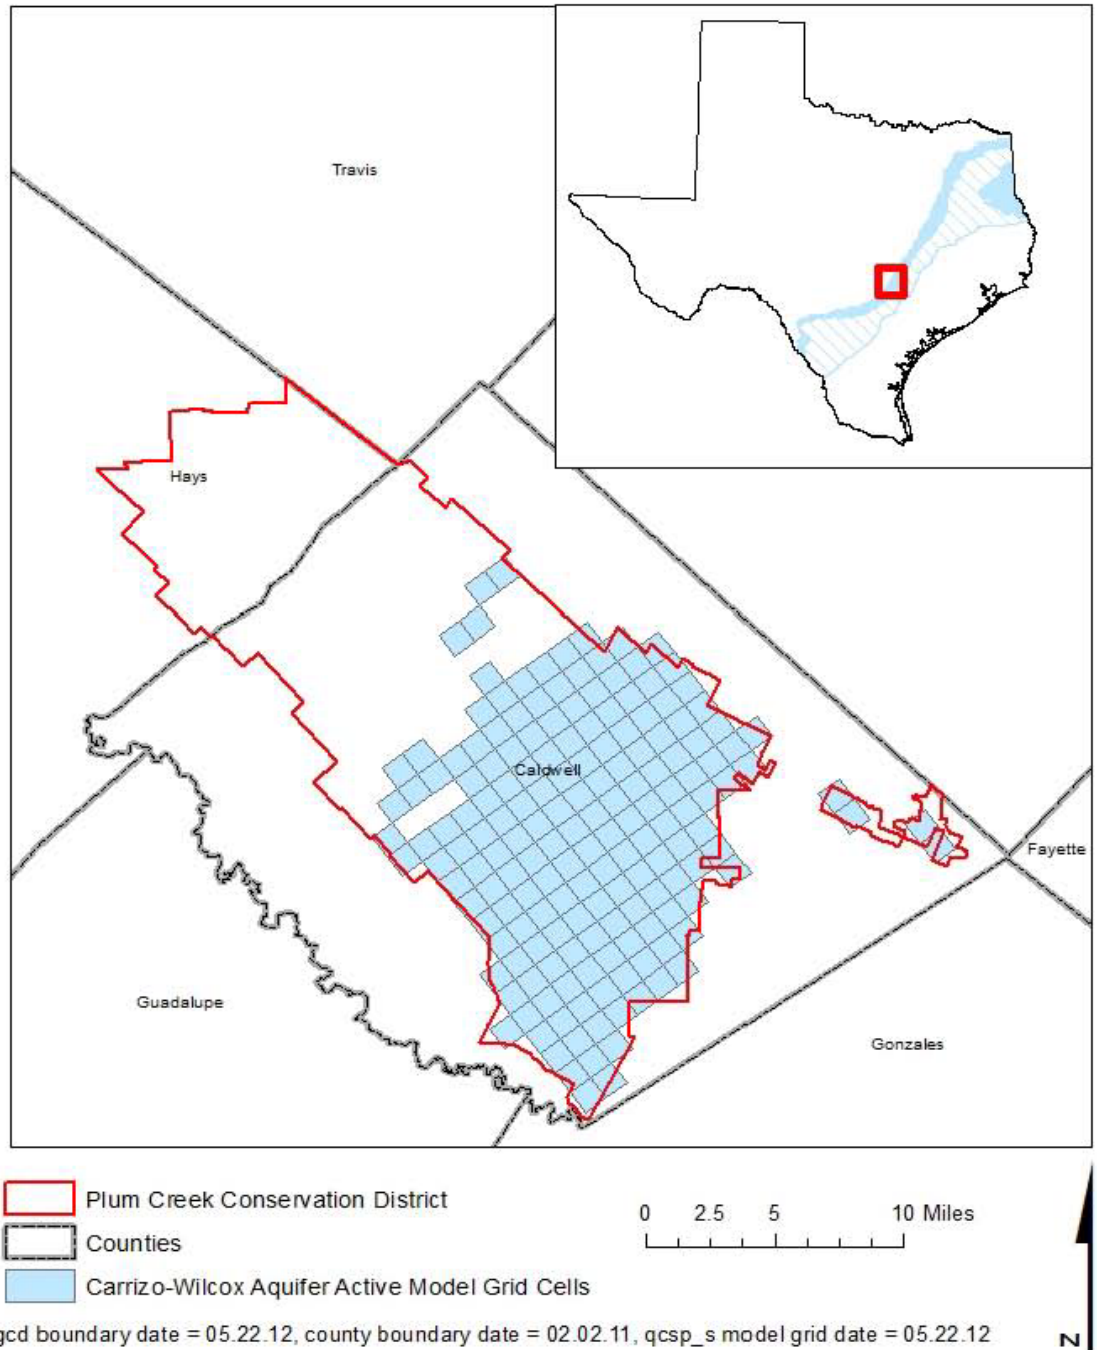 Travis
Hays
Caldwell
Fayette
Guadalupe
Gonzales
Plum Creek Conservation District
0 2.5 5 10 Miles
Counties
Carrizo-Wilcox Aquifer Active Model Grid Cells
gcd boundary date = 05.22.12, county boundary date = 02.02.11, qcsp_s model grid date = 05.22.12
N